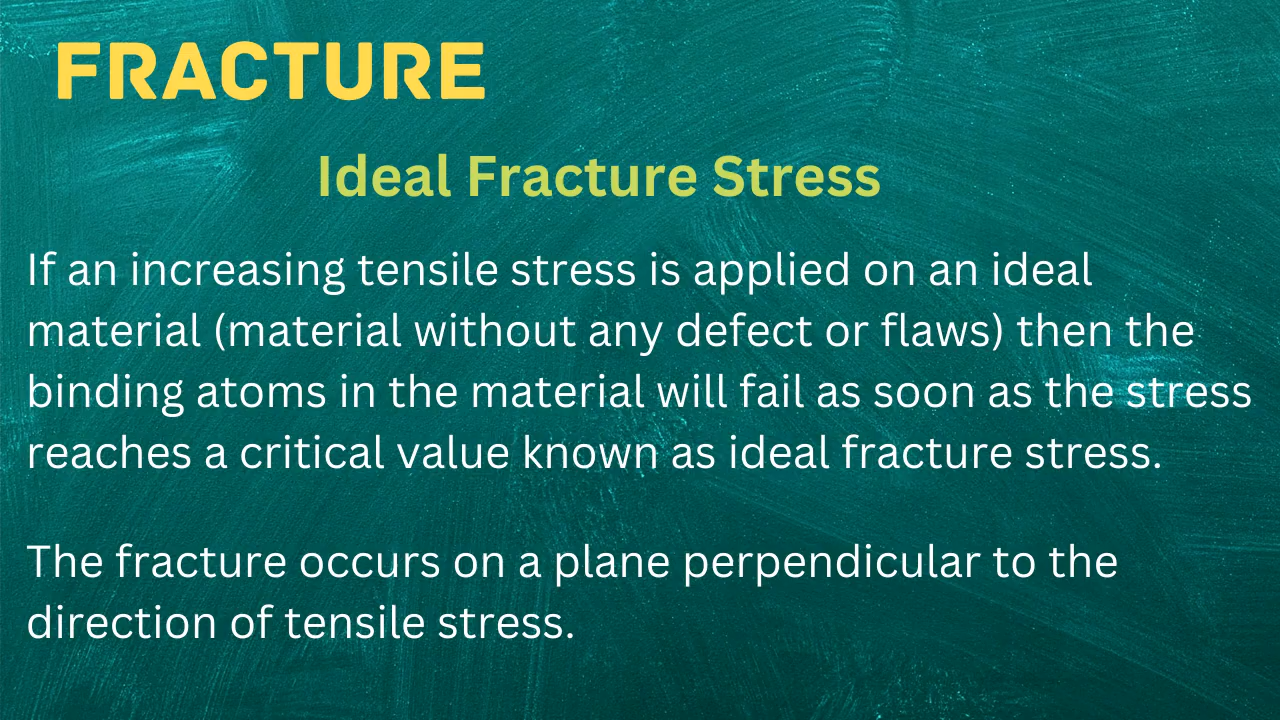 FRACTURE
Ideal Fracture Stress
If an increasing tensile stress is applied on an ideal
material (material without any defect or flaws) then the
binding atoms in the material will fail as soon as the stress
reaches a critical value known as ideal fracture stress.
The fracture occurs on a plane perpendicular to the
direction of tensile stress.